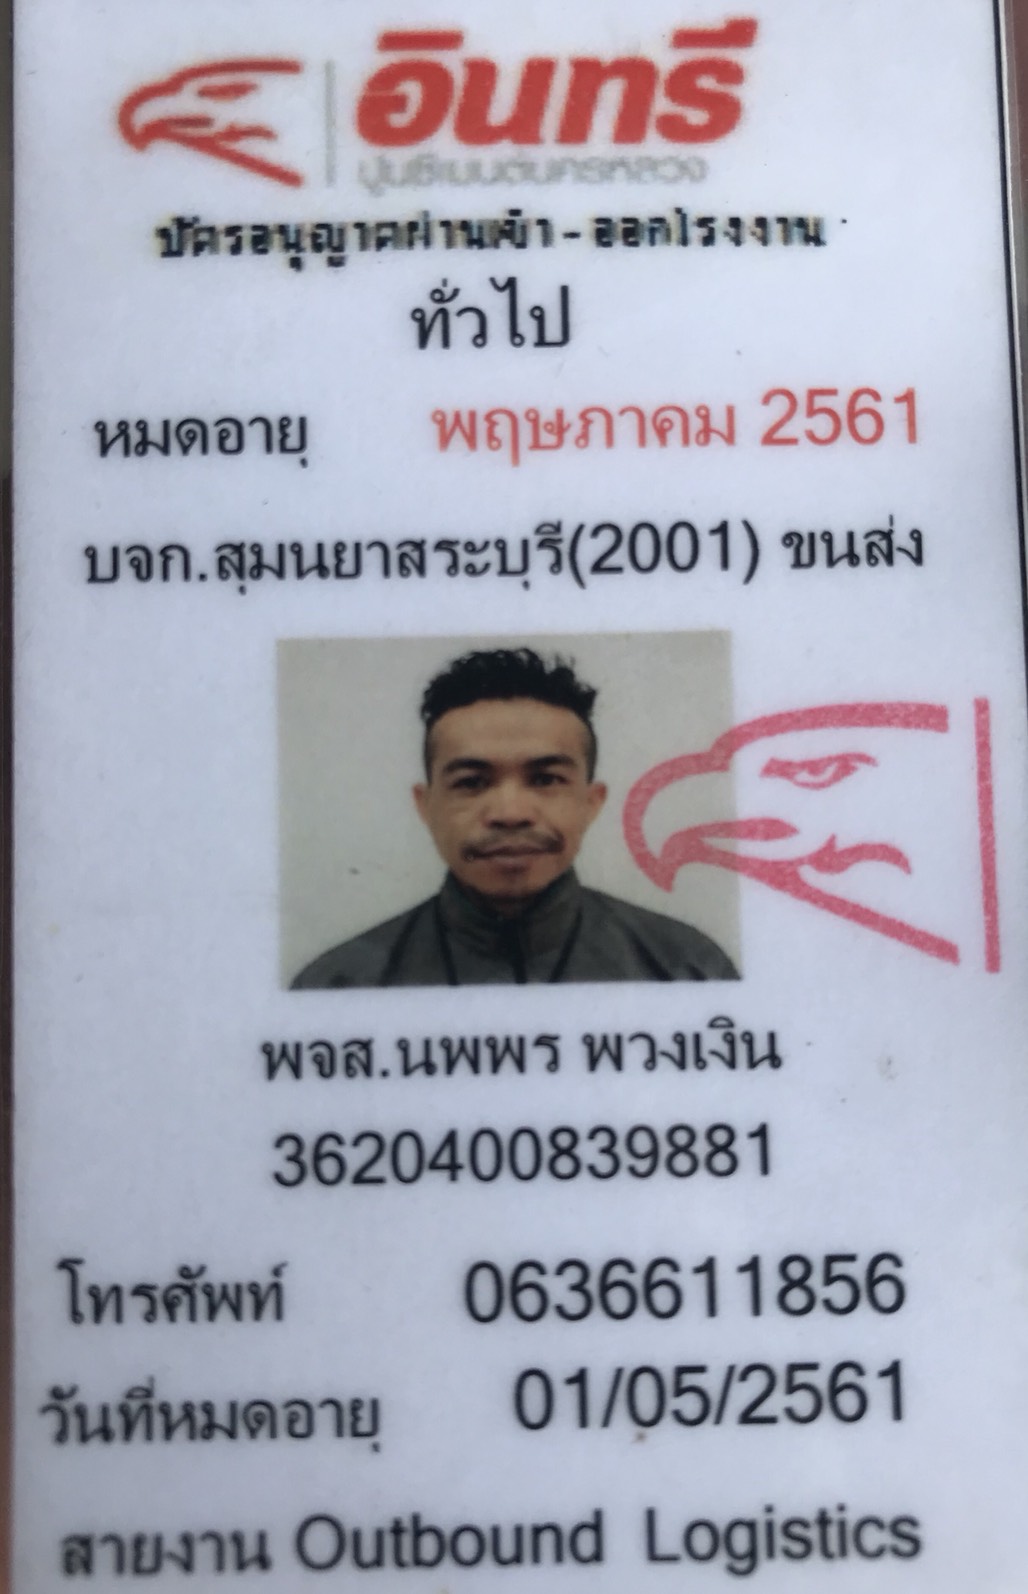 อินทรี
ปูนซีเมนต์นครหลวง
บัตรอนุญาตผ่านเข้า-ออกโรงงาน
ทั่วไป
หมดอายุ พฤษภาคม 2561
บจก.สุมนยาสระบุรี(2001) ขนส่ง
พจส.นพพร พวงเงิน
3620400839881
โทรศัพท์ 0636611856
วันที่หมดอายุ 01/05/2561
สายงาน Outbound Logistics